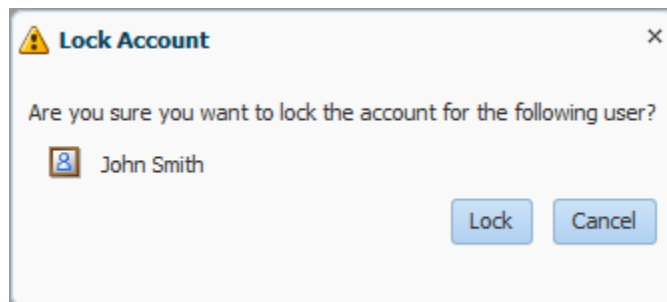 Lock Account
Are you sure you want to lock the account for the following user?
John Smith
Lock Cancel